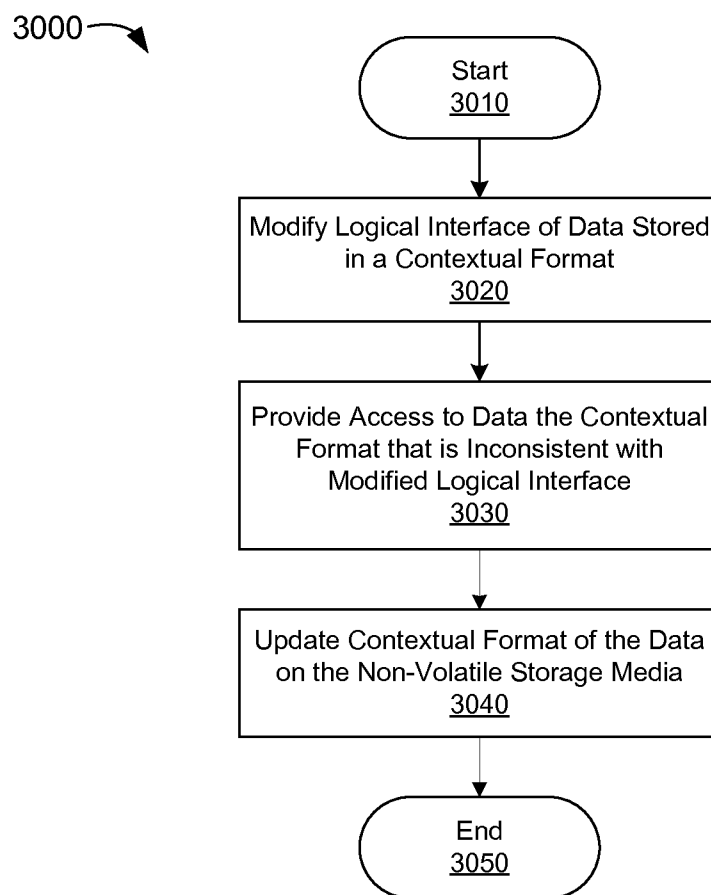 3000
Start
3010
Modify Logical Interface of Data Stored
in a Contextual Format
3020
Provide Access to Data the Contextual
Format that is Inconsistent with
Modified Logical Interface
3030
Update Contextual Format of the Data
on the Non-Volatile Storage Media
3040
End
3050